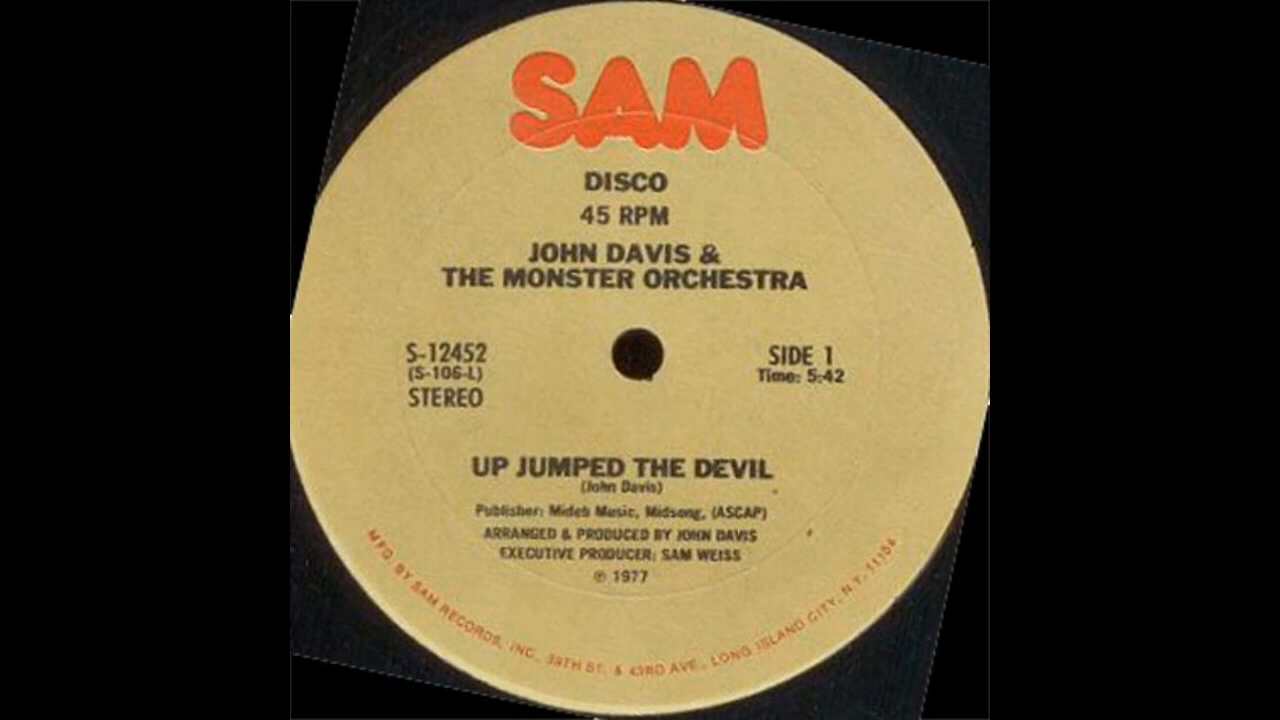 SAM
DISCO
45 RPM
JOHN DAVIS &
THE MONSTER ORCHESTRA
S-12452
(S-106-L)
STEREO
SIDE 1
Time: 5:42
UP JUMPED THE DEVIL
(John Davis)
Publisher: Mideb Music, Midsong, (ASCAP)
ARRANGED & PRODUCED BY JOHN DAVIS
EXECUTIVE PRODUCER: SAM WEISS
℗ 1977
MFD. BY SAM RECORDS, INC., 39TH ST. & 43RD AVE., LONG ISLAND CITY, N.Y. 11104